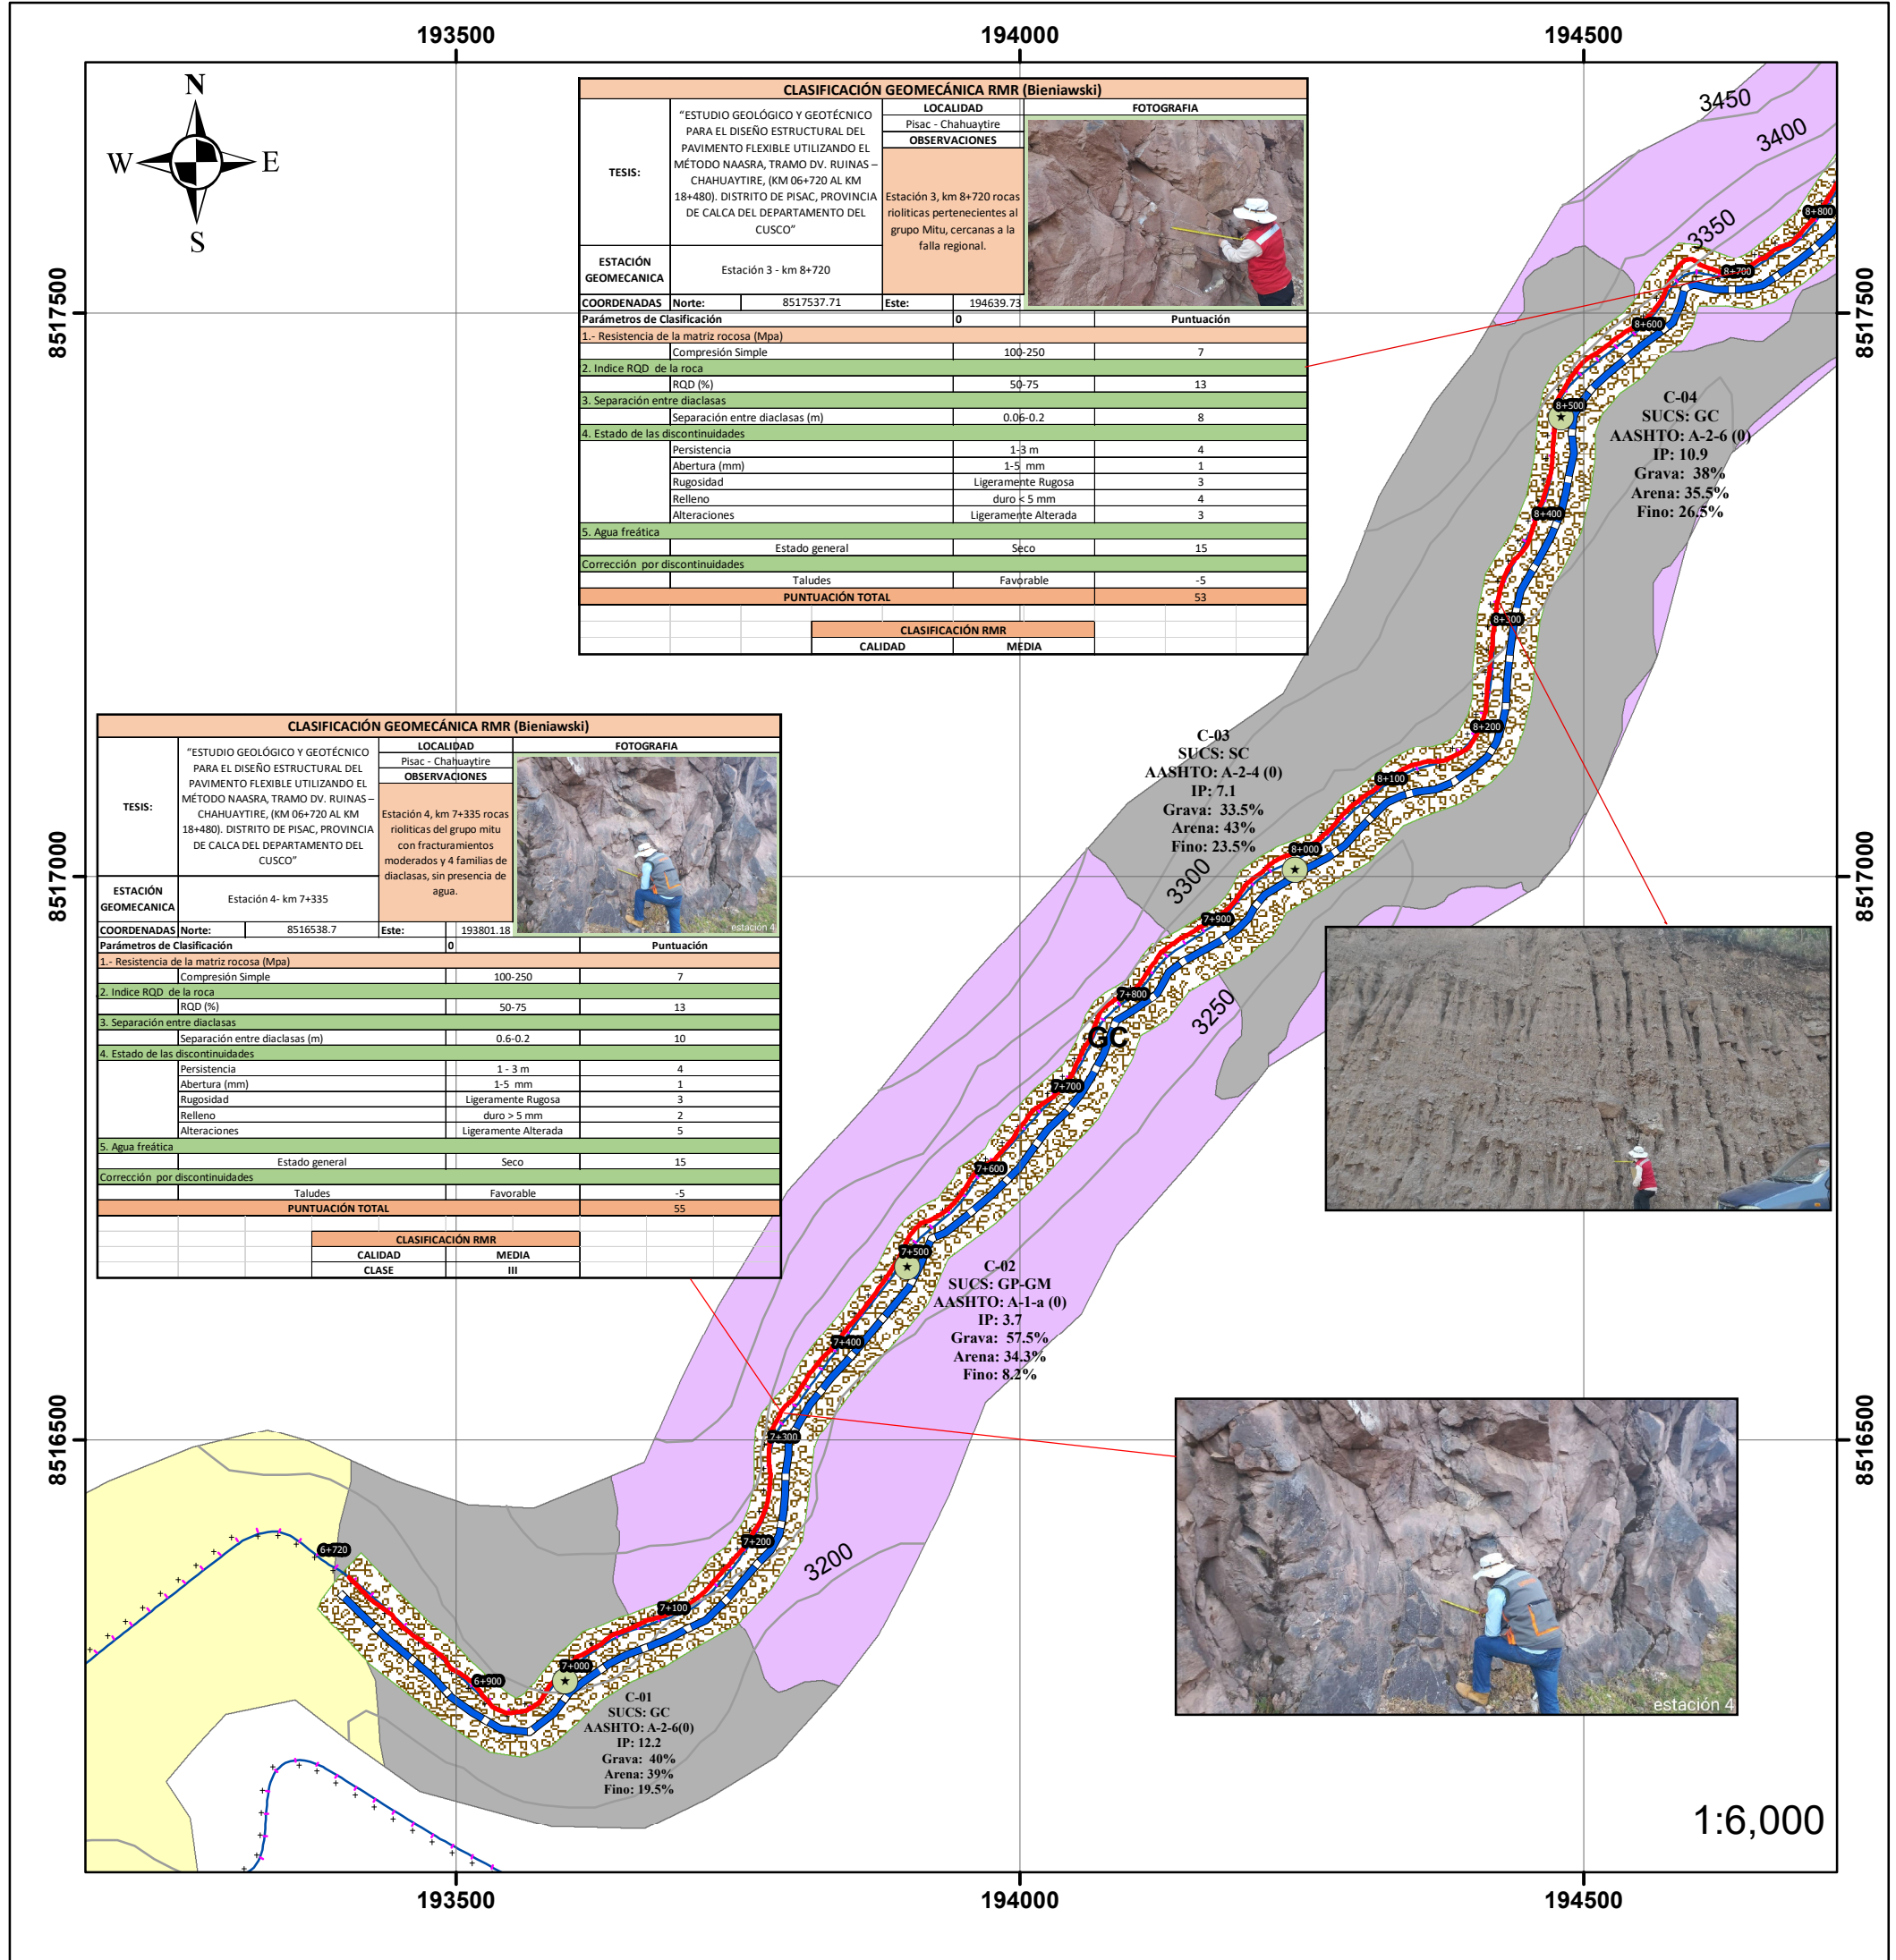 193500
194000
194500
N
W
E
S
8517500
8517000
8516500
8517500
8517000
8516500
CLASIFICACIÓN GEOMECÁNICA RMR (Bieniawski)
TESIS:
“ESTUDIO GEOLÓGICO Y GEOTÉCNICO
PARA EL DISEÑO ESTRUCTURAL DEL
PAVIMENTO FLEXIBLE UTILIZANDO EL
MÉTODO NAASRA, TRAMO DV. RUINAS –
CHAHUAYTIRE, (KM 06+720 AL KM
18+480). DISTRITO DE PISAC, PROVINCIA
DE CALCA DEL DEPARTAMENTO DEL
CUSCO”
LOCALIDAD
Pisac - Chahuaytire
OBSERVACIONES
Estación 3, km 8+720 rocas
rioliticas pertenecientes al
grupo Mitu, cercanas a la
falla regional.
FOTOGRAFIA
ESTACIÓN
GEOMECANICA
Estación 3 - km 8+720
COORDENADAS Norte: 8517537.71 Este: 194639.73
Parámetros de Clasificación 0 Puntuación
1.- Resistencia de la matriz rocosa (Mpa)
Compresión Simple 100-250 7
2. Indice RQD de la roca
RQD (%) 50-75 13
3. Separación entre diaclasas
Separación entre diaclasas (m) 0.06-0.2 8
4. Estado de las discontinuidades
Persistencia 1-3 m 4
Abertura (mm) 1-5 mm 1
Rugosidad Ligeramente Rugosa 3
Relleno duro < 5 mm 4
Alteraciones Ligeramente Alterada 3
5. Agua freática
Estado general Seco 15
Corrección por discontinuidades
Taludes Favorable -5
PUNTUACIÓN TOTAL 53
CLASIFICACIÓN RMR
CALIDAD MEDIA
CLASIFICACIÓN GEOMECÁNICA RMR (Bieniawski)
TESIS:
“ESTUDIO GEOLÓGICO Y GEOTÉCNICO
PARA EL DISEÑO ESTRUCTURAL DEL
PAVIMENTO FLEXIBLE UTILIZANDO EL
MÉTODO NAASRA, TRAMO DV. RUINAS –
CHAHUAYTIRE, (KM 06+720 AL KM
18+480). DISTRITO DE PISAC, PROVINCIA
DE CALCA DEL DEPARTAMENTO DEL
CUSCO”
LOCALIDAD
Pisac - Chahuaytire
OBSERVACIONES
Estación 4, km 7+335 rocas
rioliticas del grupo mitu
con fracturamientos
moderados y 4 familias de
diaclasas, sin presencia de
agua.
FOTOGRAFIA
estación 4
ESTACIÓN
GEOMECANICA
Estación 4- km 7+335
COORDENADAS Norte: 8516538.7 Este: 193801.18
Parámetros de Clasificación 0 Puntuación
1.- Resistencia de la matriz rocosa (Mpa)
Compresión Simple 100-250 7
2. Indice RQD de la roca
RQD (%) 50-75 13
3. Separación entre diaclasas
Separación entre diaclasas (m) 0.6-0.2 10
4. Estado de las discontinuidades
Persistencia 1 - 3 m 4
Abertura (mm) 1-5 mm 1
Rugosidad Ligeramente Rugosa 3
Relleno duro > 5 mm 2
Alteraciones Ligeramente Alterada 5
5. Agua freática
Estado general Seco 15
Corrección por discontinuidades
Taludes Favorable -5
PUNTUACIÓN TOTAL 55
CLASIFICACIÓN RMR
CALIDAD MEDIA
CLASE III
3450
3400
3350
3300
3250
3200
8+800
8+700
8+600
8+500
8+400
8+300
8+200
8+100
8+000
7+900
7+800
GC
7+700
7+600
7+500
7+400
7+300
7+200
7+100
7+000
6+900
6+720
C-04
SUCS: GC
AASHTO: A-2-6 (0)
IP: 10.9
Grava: 38%
Arena: 35.5%
Fino: 26.5%
C-03
SUCS: SC
AASHTO: A-2-4 (0)
IP: 7.1
Grava: 33.5%
Arena: 43%
Fino: 23.5%
C-02
SUCS: GP-GM
AASHTO: A-1-a (0)
IP: 3.7
Grava: 57.5%
Arena: 34.3%
Fino: 8.2%
C-01
SUCS: GC
AASHTO: A-2-6(0)
IP: 12.2
Grava: 40%
Arena: 39%
Fino: 19.5%
estación 4
1:6,000
193500
194000
194500